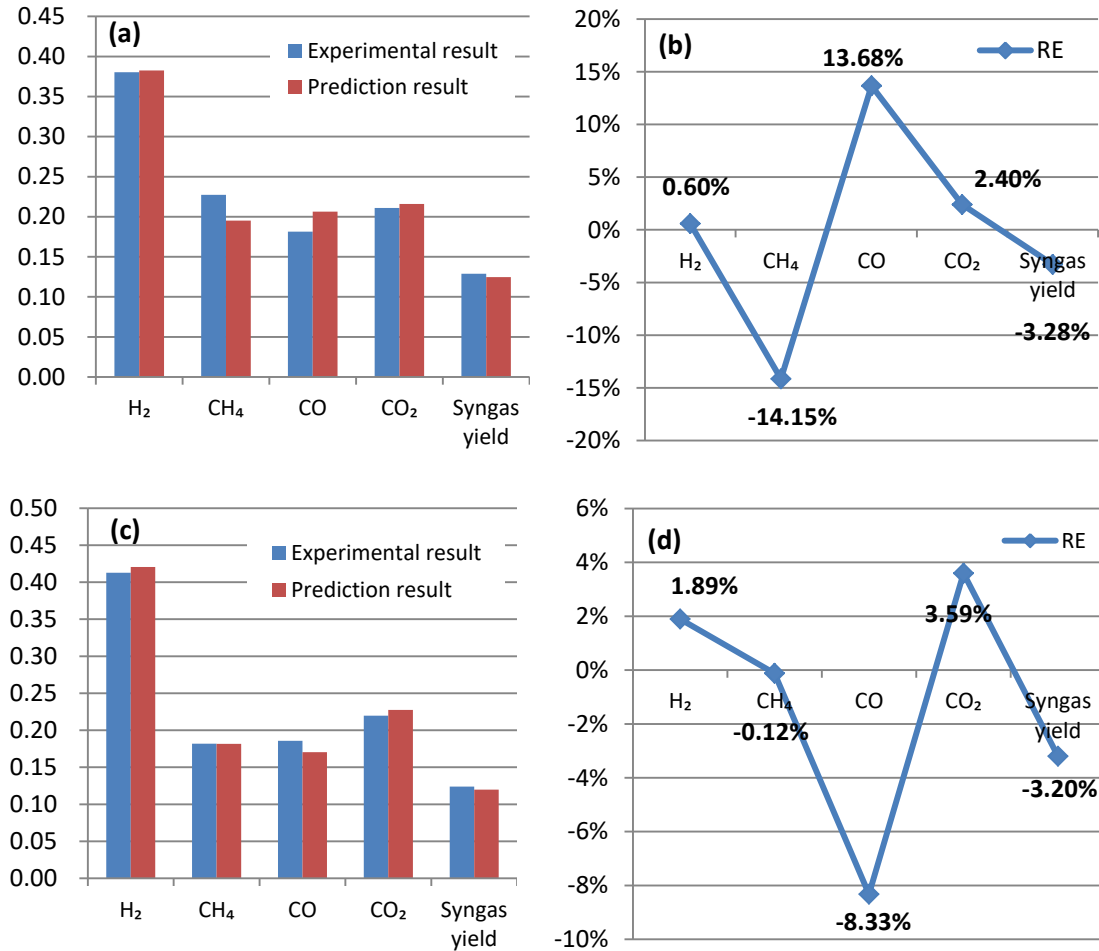 (a)
Experimental result
Prediction result
0.45
0.40
0.35
0.30
0.25
0.20
0.15
0.10
0.05
0.00
H₂ CH₄ CO CO₂ Syngas
yield
(b)
RE
20%
15%
10%
5%
0%
-5%
-10%
-15%
-20%
13.68%
0.60%
2.40%
H₂ CH₄ CO CO₂ Syngas
yield
-3.28%
-14.15%
(c)
Experimental result
Prediction result
0.50
0.45
0.40
0.35
0.30
0.25
0.20
0.15
0.10
0.05
0.00
H₂ CH₄ CO CO₂ Syngas
yield
(d)
RE
6%
4%
2%
0%
-2%
-4%
-6%
-8%
-10%
1.89%
3.59%
H₂ CH₄ CO CO₂ Syngas
yield
-0.12%
-3.20%
-8.33%